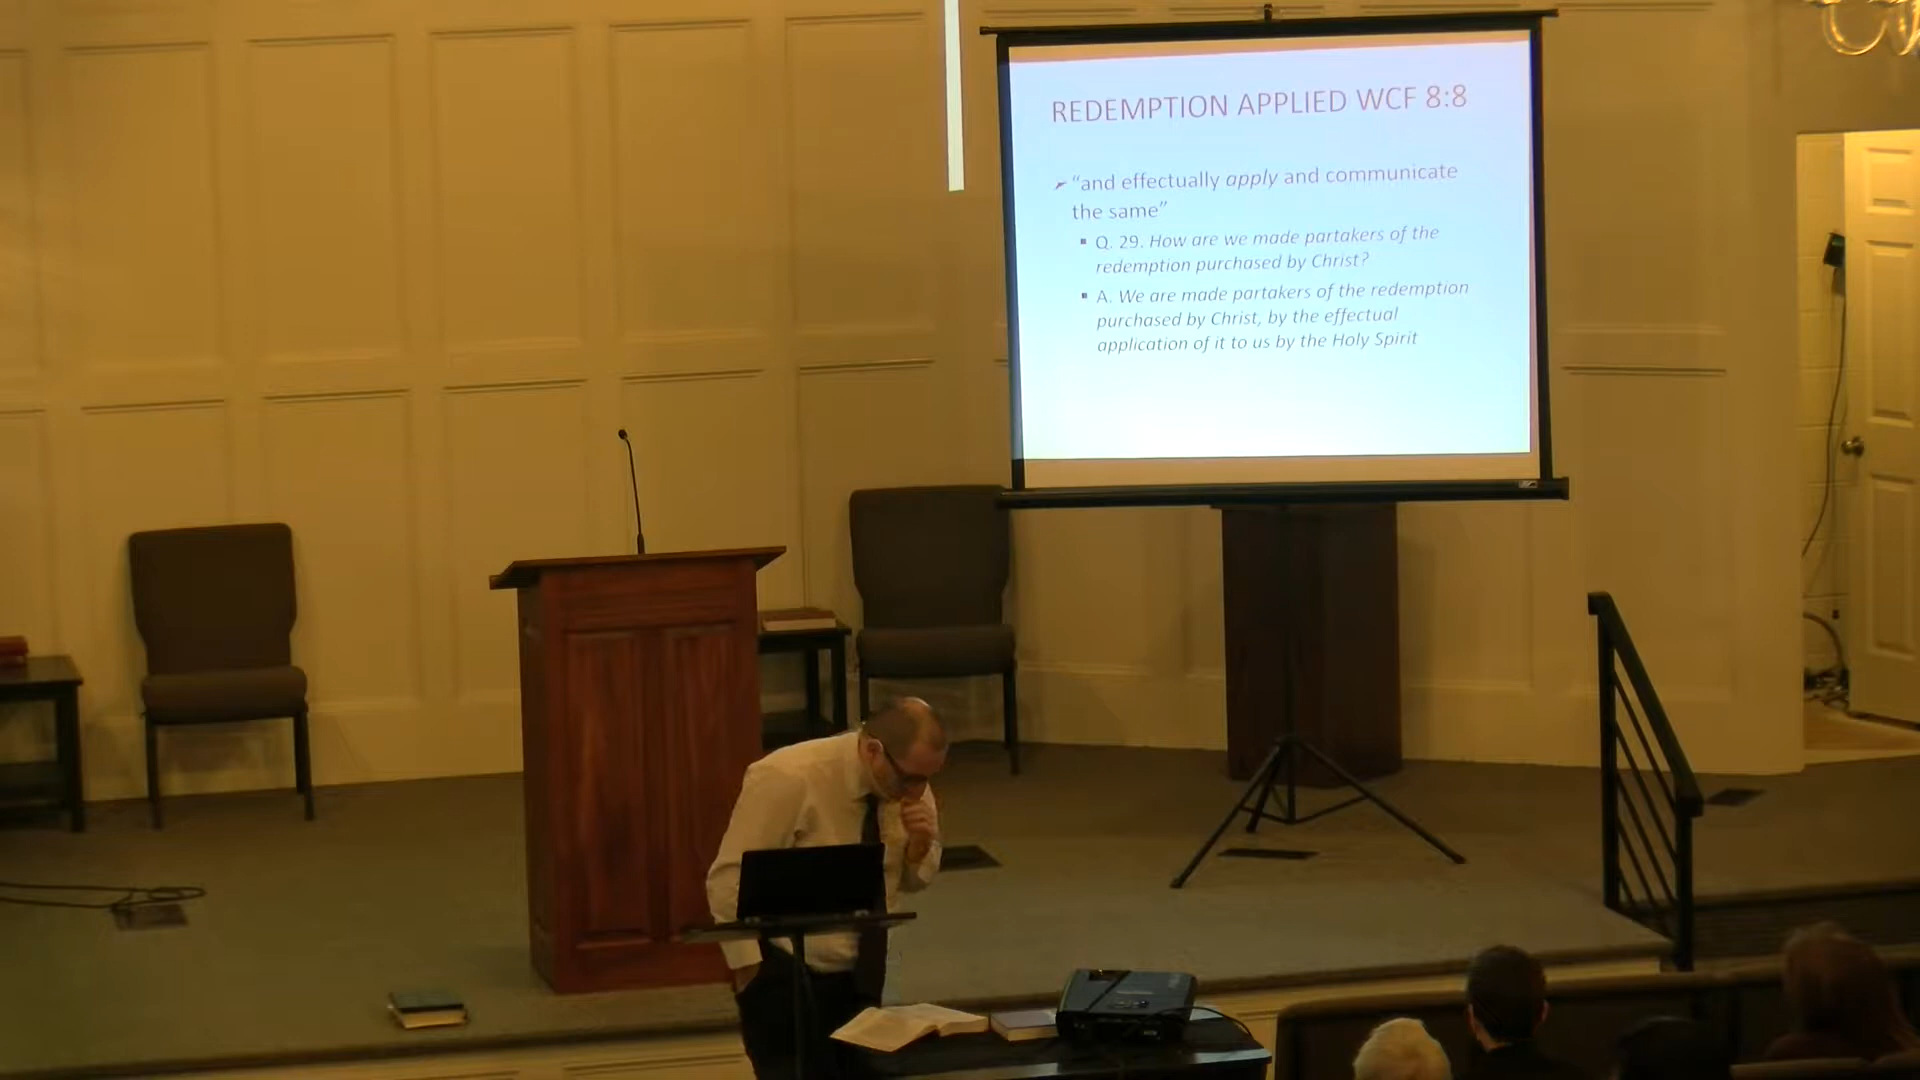 REDEMPTION APPLIED WCF 8:8
"and effectually apply and communicate
the same"
Q. 29. How are we made partakers of the
redemption purchased by Christ?
A. We are made partakers of the redemption
purchased by Christ, by the effectual
application of it to us by the Holy Spirit